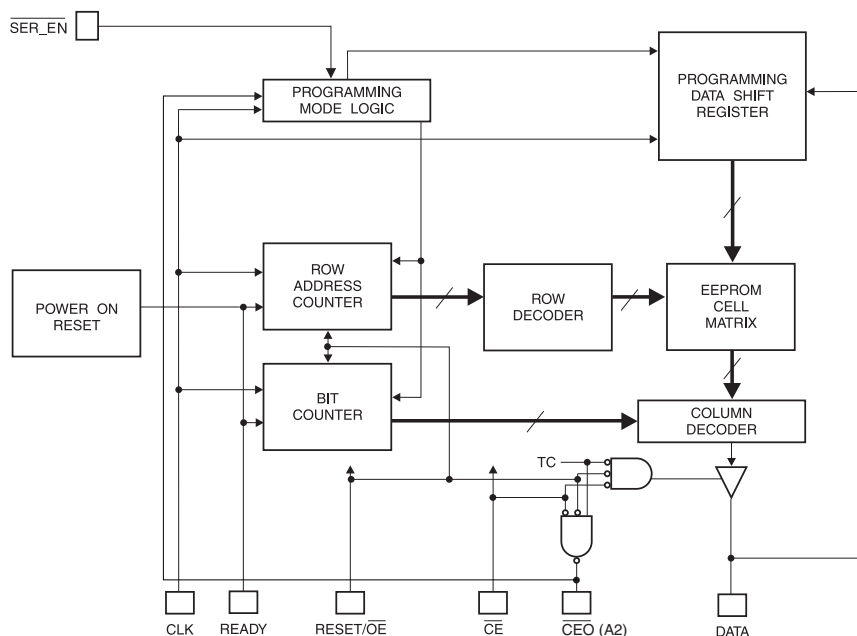 SER_EN
PROGRAMMING
MODE LOGIC
PROGRAMMING
DATA SHIFT
REGISTER
POWER ON
RESET
ROW
ADDRESS
COUNTER
ROW
DECODER
EEPROM
CELL
MATRIX
BIT
COUNTER
COLUMN
DECODER
TC
CLK
READY
RESET/OE
CE
CEO (A2)
DATA